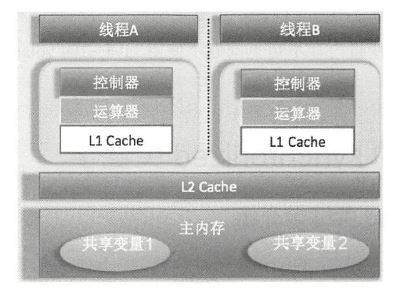 线程A
线程B
控制器
运算器
L1 Cache
控制器
运算器
L1 Cache
L2 Cache
主内存
共享变量1
共享变量2